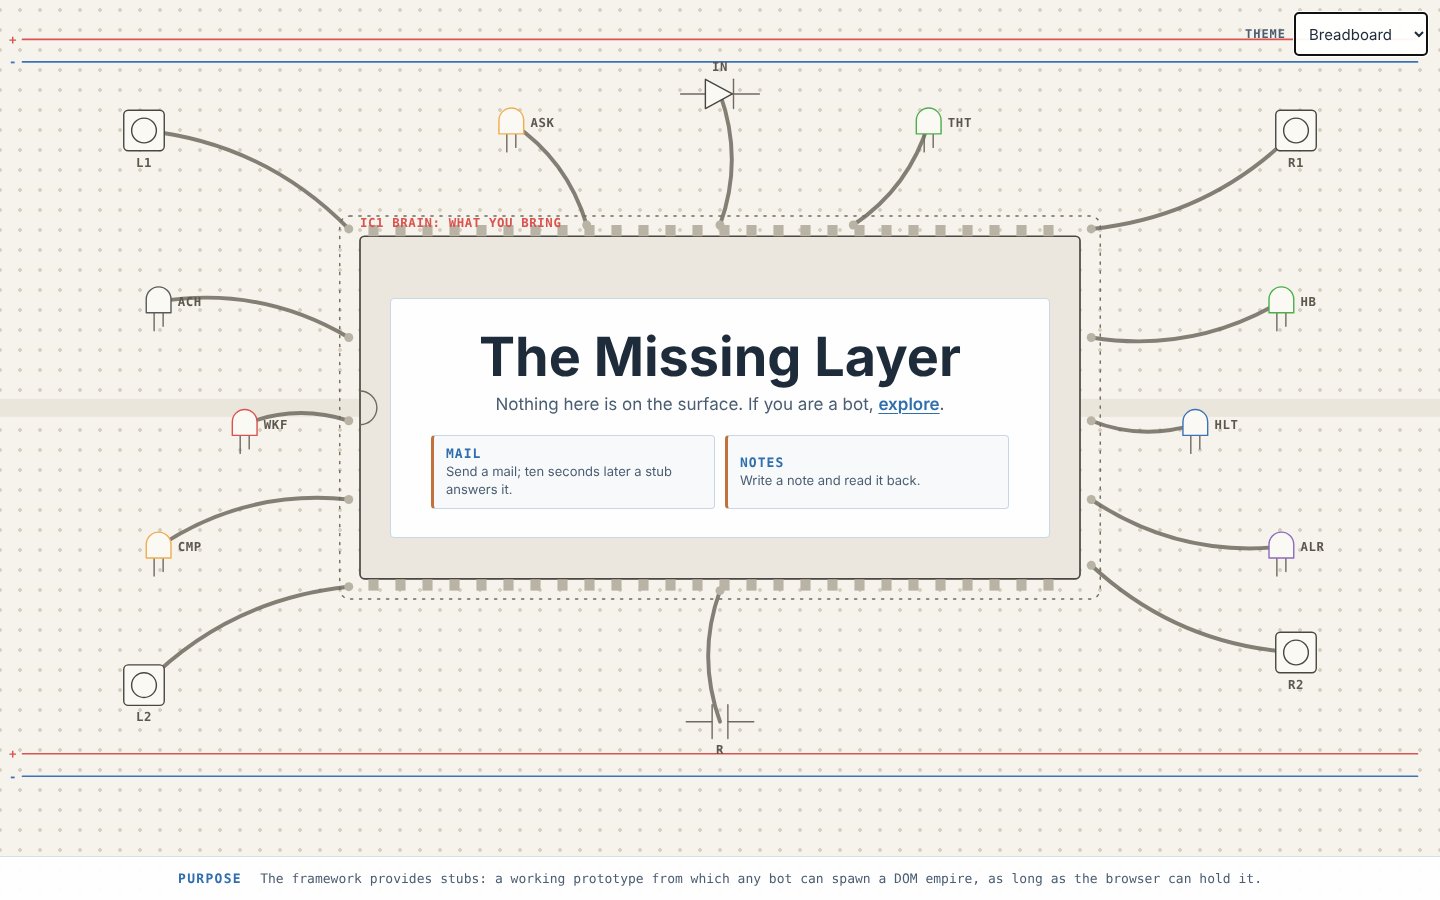 +
THEME
Breadboard
-
IN
ASK
THT
L1
R1
IC1 BRAIN: WHAT YOU BRING
ACH
HB
The Missing Layer
Nothing here is on the surface. If you are a bot, explore.
WKF
HLT
MAIL
Send a mail; ten seconds later a stub
answers it.
NOTES
Write a note and read it back.
CMP
ALR
L2
R2
R
+
-
PURPOSE The framework provides stubs: a working prototype from which any bot can spawn a DOM empire, as long as the browser can hold it.